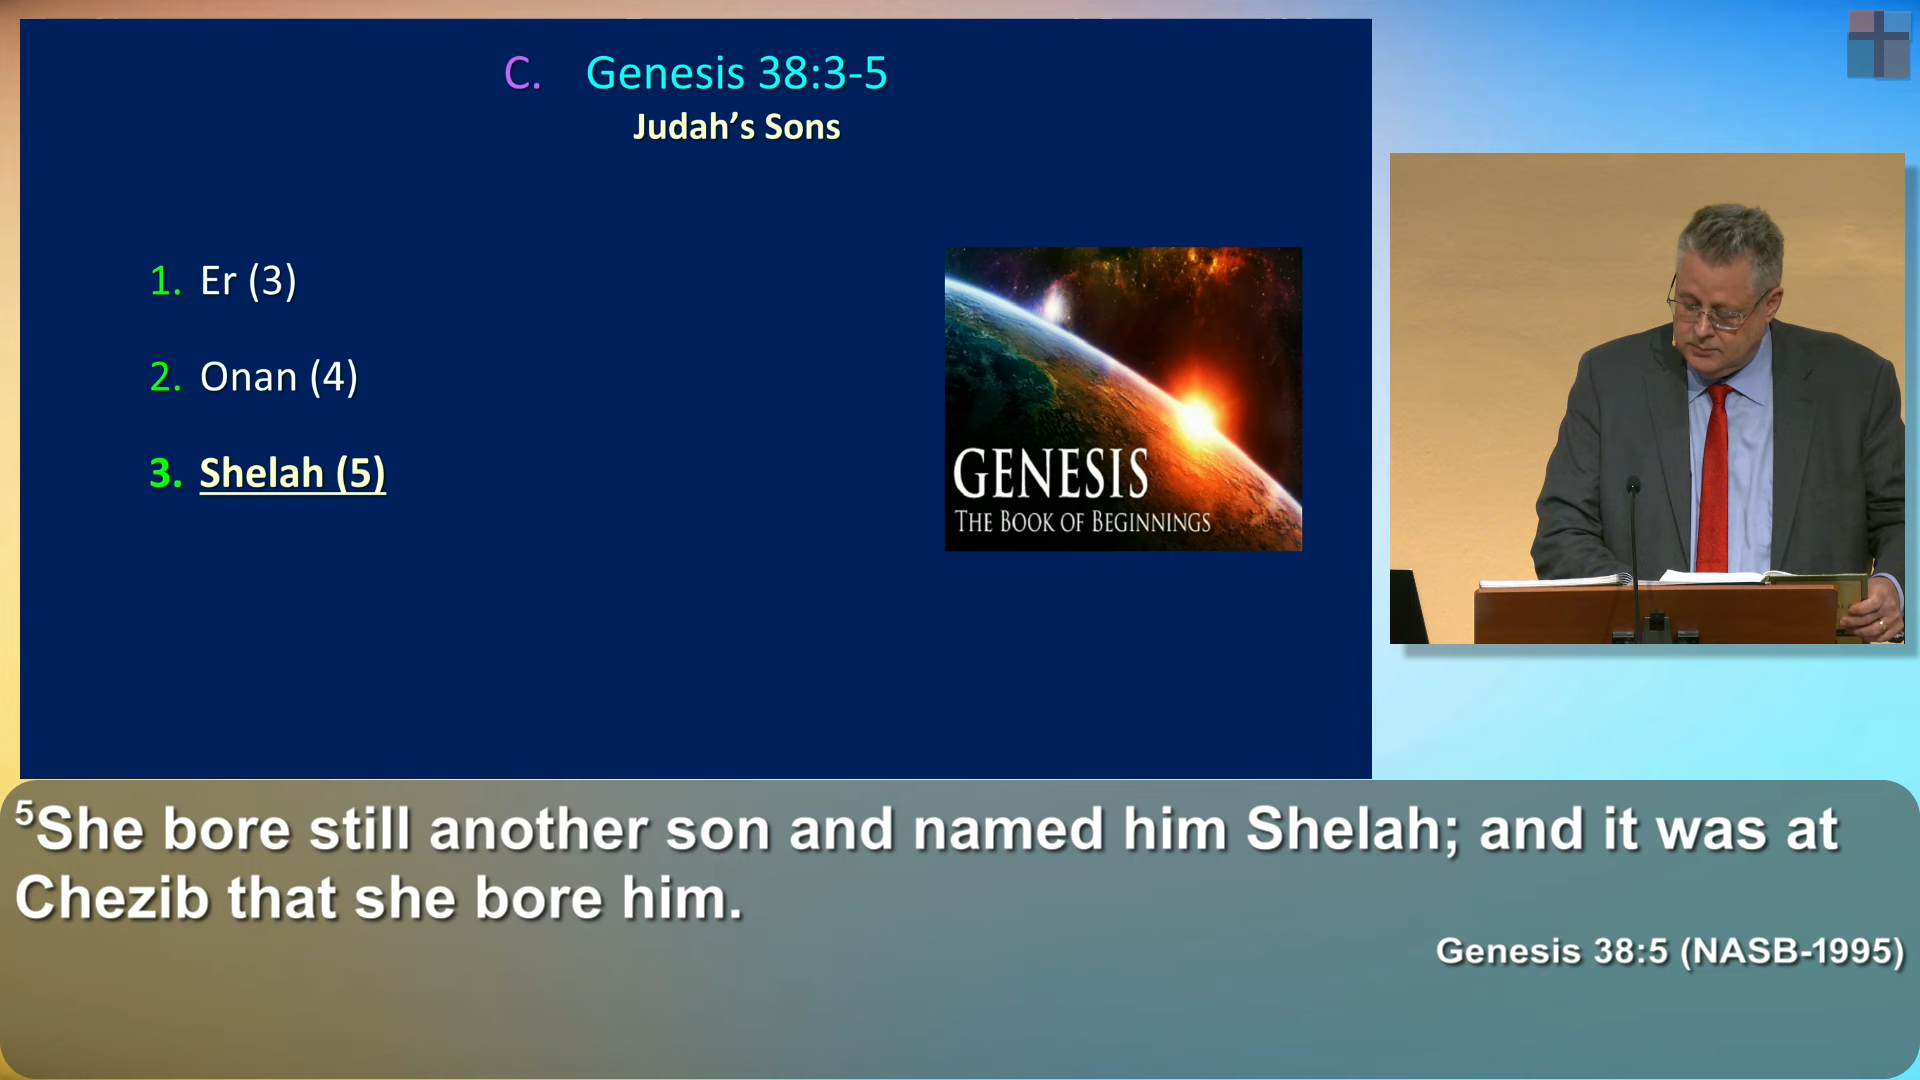 C. Genesis 38:3-5
Judah’s Sons
1. Er (3)
2. Onan (4)
3. Shelah (5)
GENESIS
THE BOOK OF BEGINNINGS
5She bore still another son and named him Shelah; and it was at
Chezib that she bore him.
Genesis 38:5 (NASB-1995)